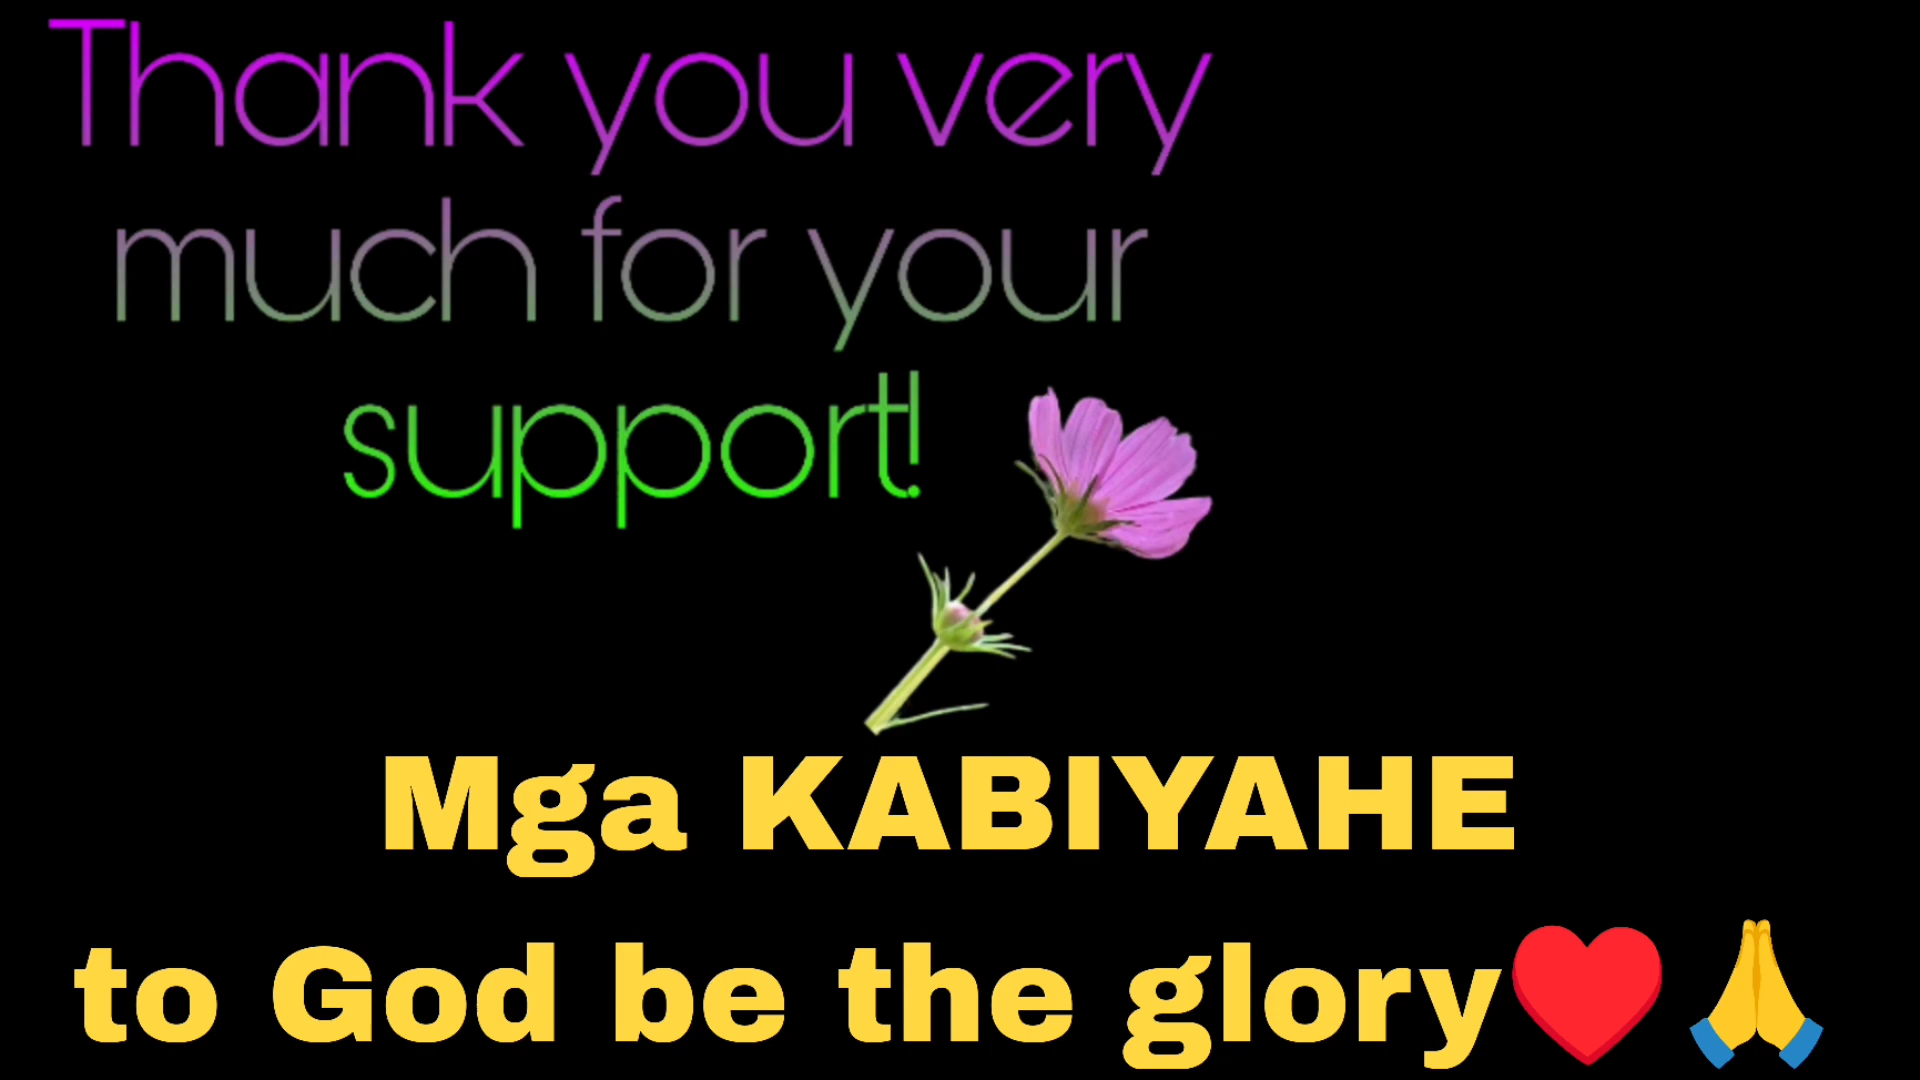 Thank you very
much for your
support!
Mga KABIYAHE
to God be the glory❤️🙏